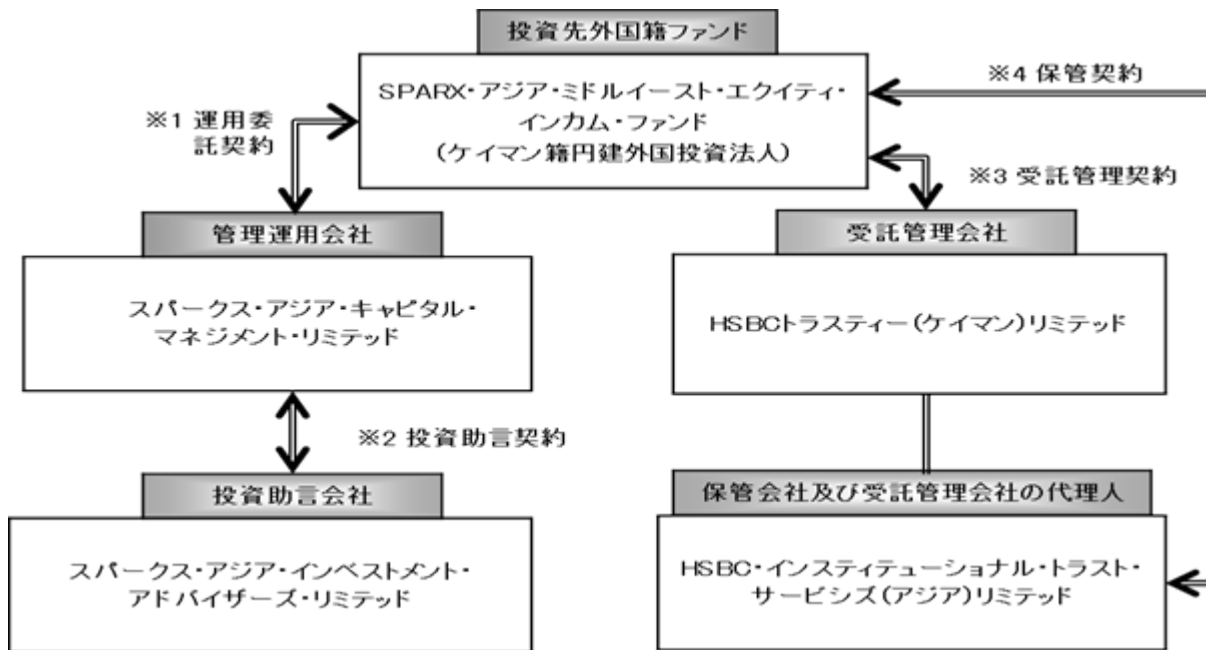 投資先外国籍ファンド
SPARX・アジア・ミドルイースト・エクイティ・
インカム・ファンド
(ケイマン籍円建外国投資法人)
※4 保管契約
※1 運用委
託契約
※3 受託管理契約
管理運用会社
スパークス・アジア・キャピタル・
マネジメント・リミテッド
受託管理会社
HSBCトラスティー(ケイマン)リミテッド
※2 投資助言契約
投資助言会社
スパークス・アジア・インベストメント・
アドバイザーズ・リミテッド
保管会社及び受託管理会社の代理人
HSBC・インスティテューショナル・トラスト・
サービシズ(アジア)リミテッド